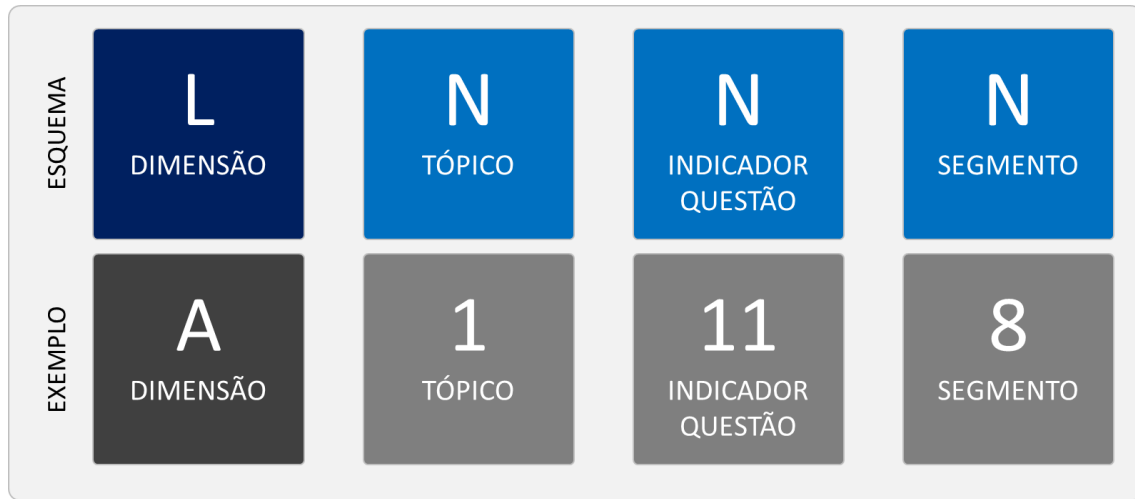 ESQUEMA
L
DIMENSÃO
N
TÓPICO
N
INDICADOR
QUESTÃO
N
SEGMENTO
EXEMPLO
A
DIMENSÃO
1
TÓPICO
11
INDICADOR
QUESTÃO
8
SEGMENTO